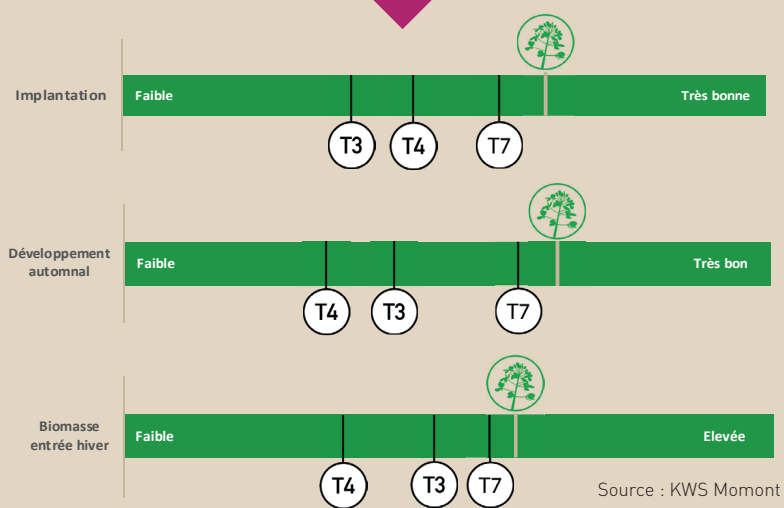 Implantation
Faible
Très bonne
T3
T4
T7
Développement
automnal
Faible
Très bon
T4
T3
T7
Biomasse
entrée hiver
Faible
Elevée
T4
T3
T7
Source : KWS Momont